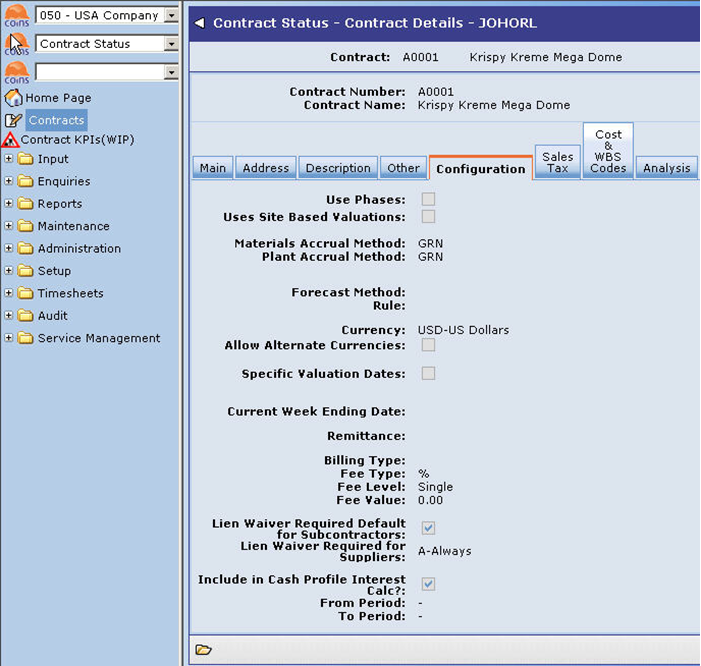 coins
050 - USA Company
coins
Contract Status
coins
Home Page
Contracts
Contract KPIs(WIP)
Input
Enquiries
Reports
Maintenance
Administration
Setup
Timesheets
Audit
Service Management
Contract Status - Contract Details - JOHORL
Contract: A0001 Krispy Kreme Mega Dome
Contract Number: A0001
Contract Name: Krispy Kreme Mega Dome
Main Address Description Other Configuration Sales Tax Cost & WBS Codes Analysis
Use Phases:
Uses Site Based Valuations:
Materials Accrual Method: GRN
Plant Accrual Method: GRN
Forecast Method:
Rule:
Currency: USD-US Dollars
Allow Alternate Currencies:
Specific Valuation Dates:
Current Week Ending Date:
Remittance:
Billing Type:
Fee Type: %
Fee Level: Single
Fee Value: 0.00
Lien Waiver Required Default
for Subcontractors:
Lien Waiver Required for
Suppliers: A-Always
Include in Cash Profile Interest
Calc?:
From Period: -
To Period: -